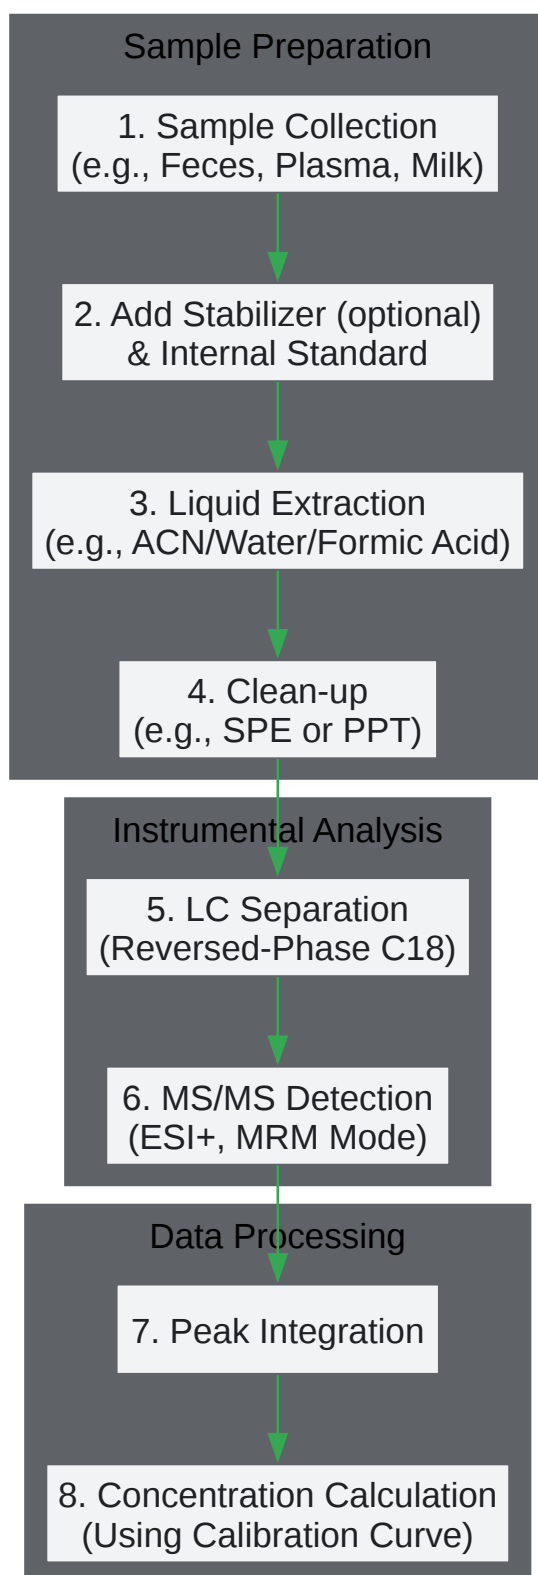 Sample Preparation
1. Sample Collection
(e.g., Feces, Plasma, Milk)
2. Add Stabilizer (optional)
& Internal Standard
3. Liquid Extraction
(e.g., ACN/Water/Formic Acid)
4. Clean-up
(e.g., SPE or PPT)
Instrumental Analysis
5. LC Separation
(Reversed-Phase C18)
6. MS/MS Detection
(ESI+, MRM Mode)
Data Processing
7. Peak Integration
8. Concentration Calculation
(Using Calibration Curve)